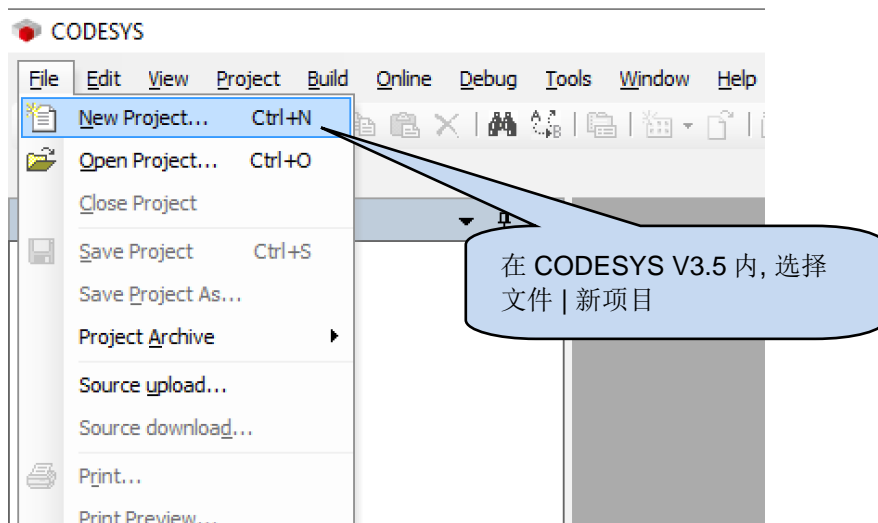 CODESYS
File Edit View Project Build Online Debug Tools Window Help
New Project... Ctrl+N
Open Project... Ctrl+O
Close Project
Save Project Ctrl+S
Save Project As...
Project Archive
Source upload...
Source download...
Print...
Print Preview...
在 CODESYS V3.5 内, 选择
文件 | 新项目